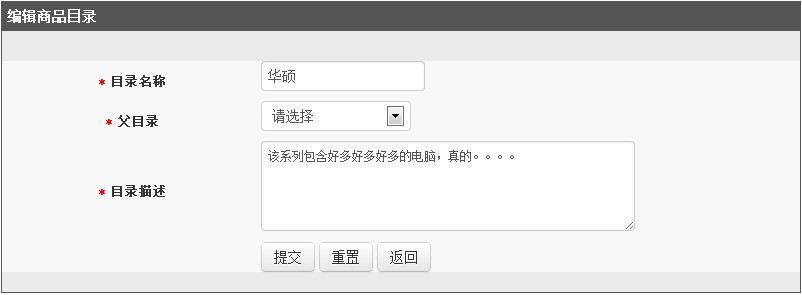 编辑商品目录
* 目录名称 华硕
* 父目录 请选择
* 目录描述 该系列包含好多好多好多的电脑，真的。。。。
提交 重置 返回